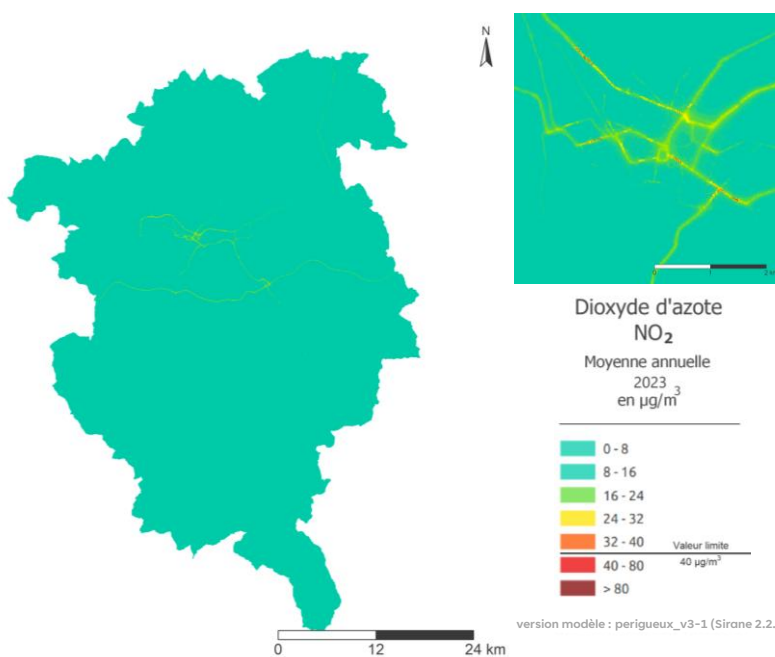 N
Dioxyde d'azote
NO₂
Moyenne annuelle
2023
en µg/m³
0 - 8
8 - 16
16 - 24
24 - 32
32 - 40
Valeur limite
40 µg/m³
40 - 80
> 80
version modèle : perigueux_v3-1 (Sirane 2.2.
0 12 24 km